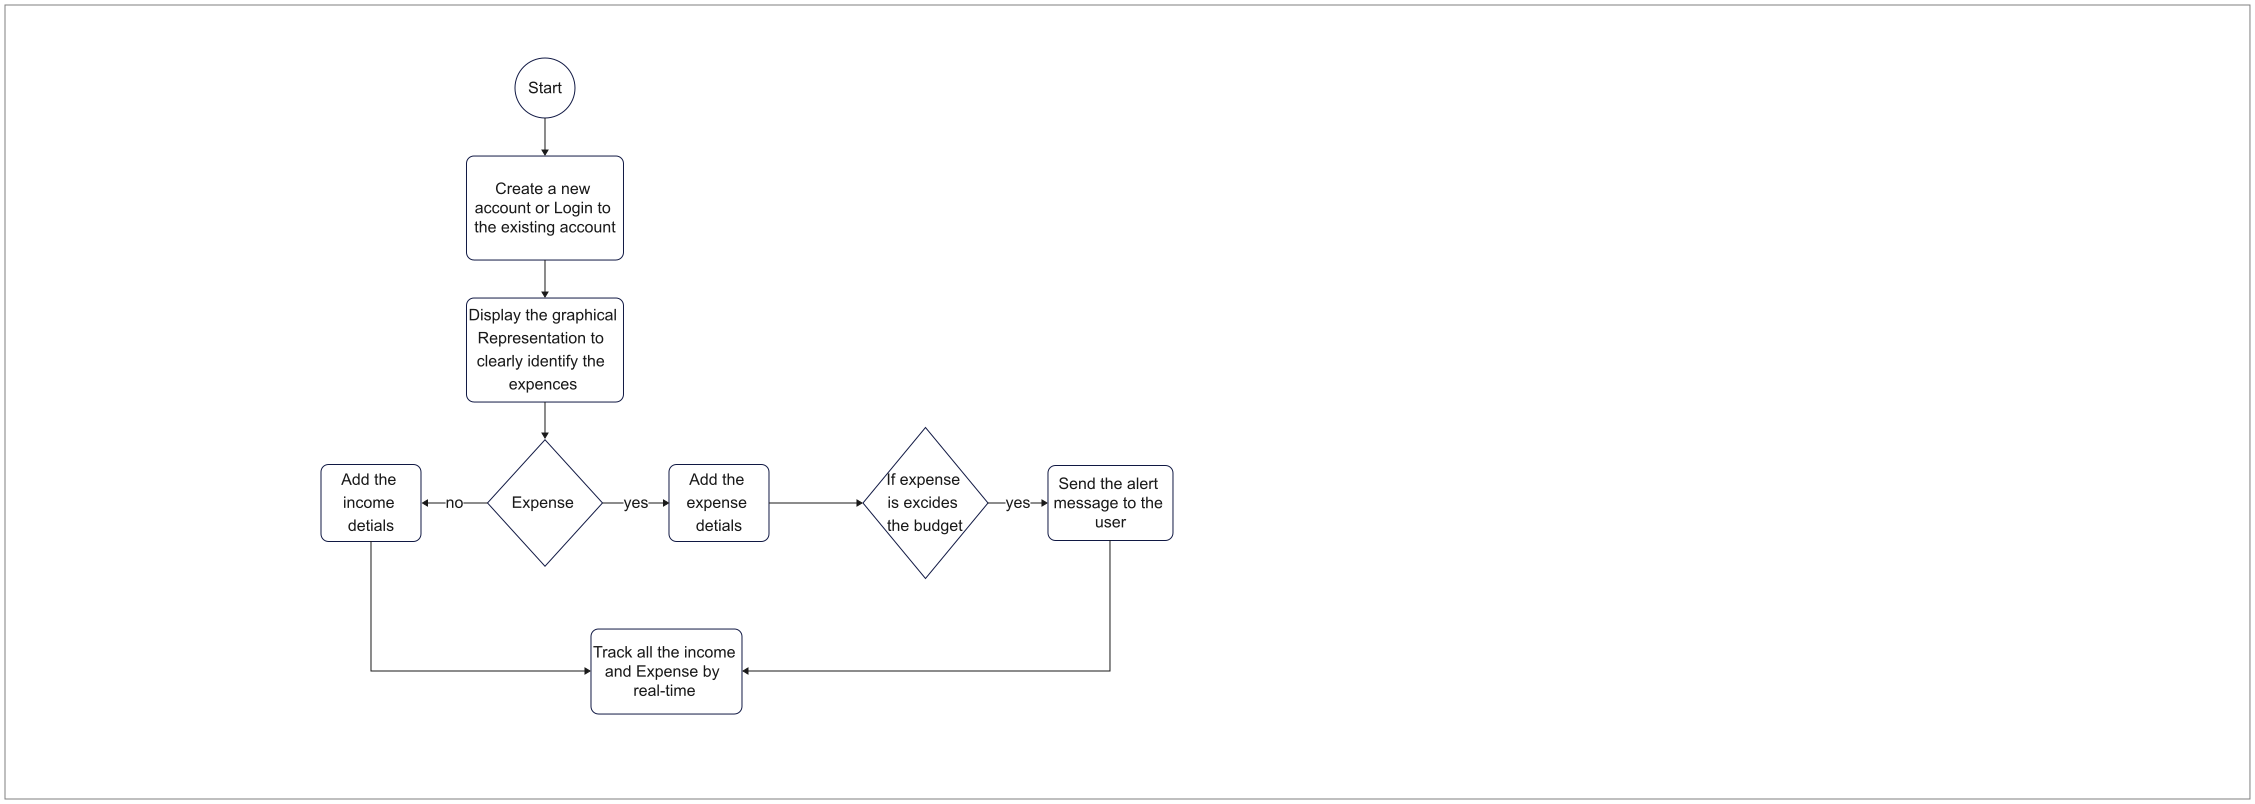 Start
Create a new
account or Login to
the existing account
Display the graphical
Representation to
clearly identify the
expences
Add the
income
detials
no
Expense
yes
Add the
expense
detials
If expense
is excides
the budget
yes
Send the alert
message to the
user
Track all the income
and Expense by
real-time